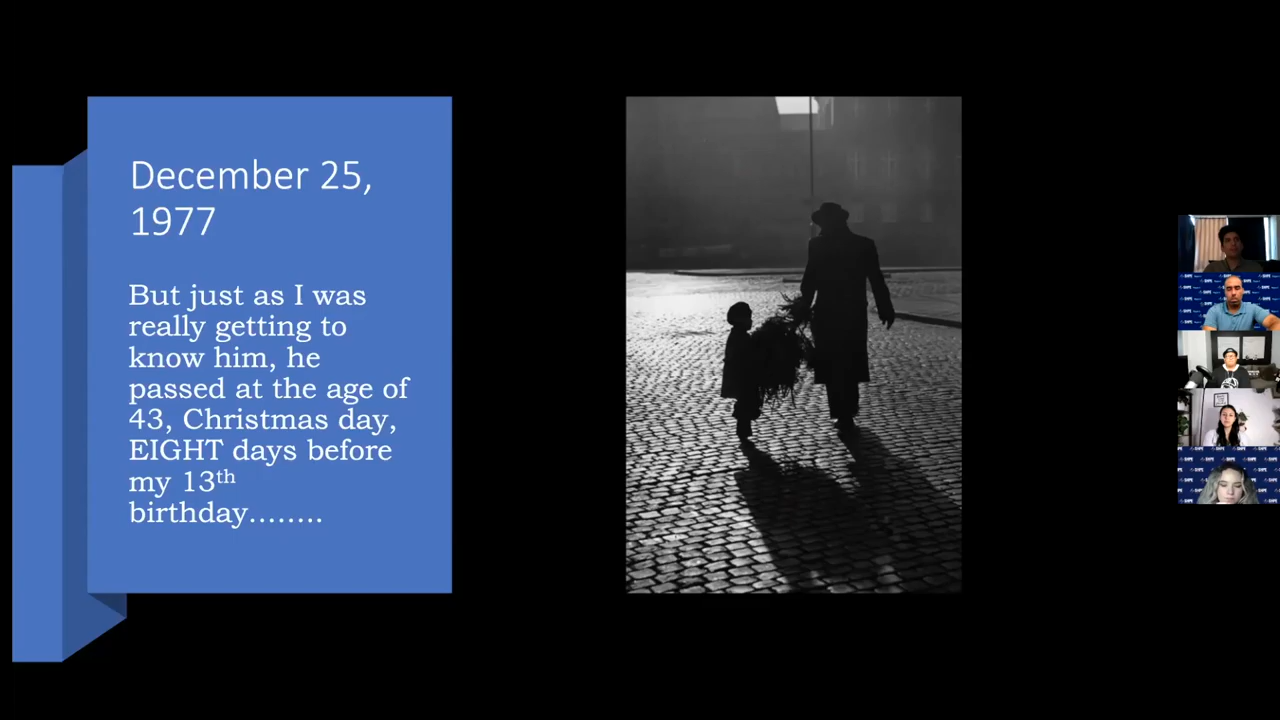 December 25,
1977
But just as I was
really getting to
know him, he
passed at the age of
43, Christmas day,
EIGHT days before
my 13th
birthday........